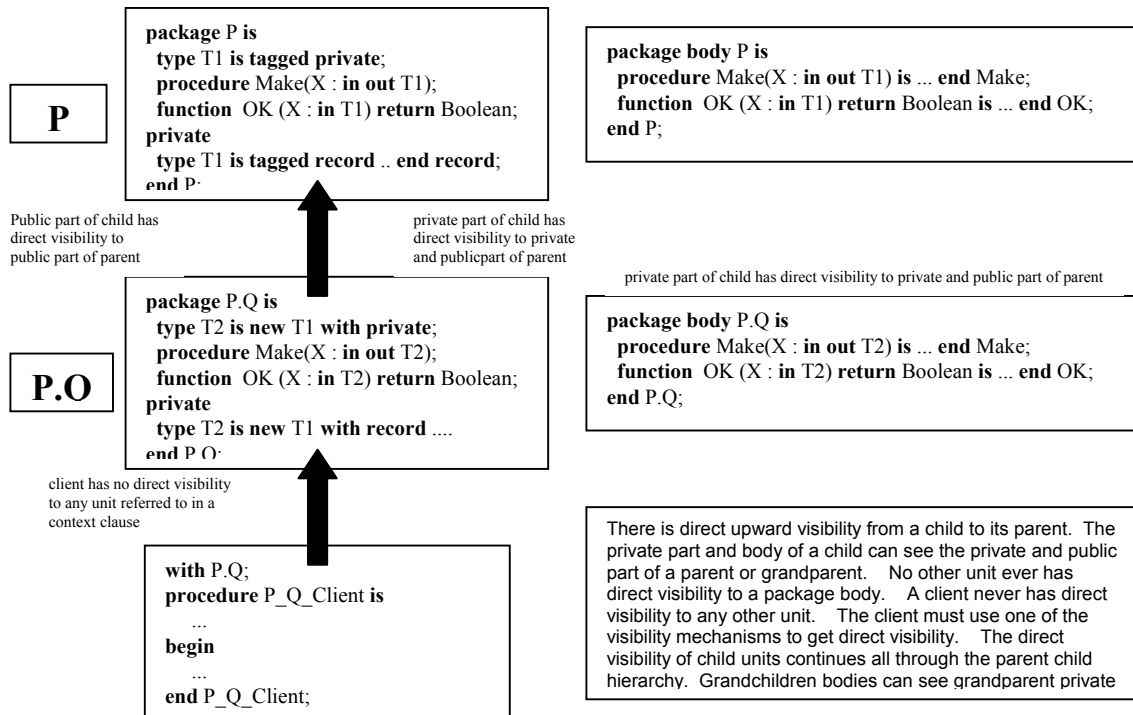 package P is
type T1 is tagged private;
procedure Make(X : in out T1);
function OK (X : in T1) return Boolean;
private
type T1 is tagged record .. end record;
end P;
package body P is
procedure Make(X : in out T1) is ... end Make;
function OK (X : in T1) return Boolean is ... end OK;
end P;
P
Public part of child has
direct visibility to
public part of parent
private part of child has
direct visibility to private
and publicpart of parent
private part of child has direct visibility to private and public part of parent
package P.Q is
type T2 is new T1 with private;
procedure Make(X : in out T2);
function OK (X : in T2) return Boolean;
private
type T2 is new T1 with record ....
end P.Q;
package body P.Q is
procedure Make(X : in out T2) is ... end Make;
function OK (X : in T2) return Boolean is ... end OK;
end P.Q;
P.O
client has no direct visibility
to any unit referred to in a
context clause
with P.Q;
procedure P_Q_Client is
...
begin
...
end P_Q_Client;
There is direct upward visibility from a child to its parent. The
private part and body of a child can see the private and public
part of a parent or grandparent. No other unit ever has
direct visibility to a package body. A client never has direct
visibility to any other unit. The client must use one of the
visibility mechanisms to get direct visibility. The direct
visibility of child units continues all through the parent child
hierarchy. Grandchildren bodies can see grandparent private